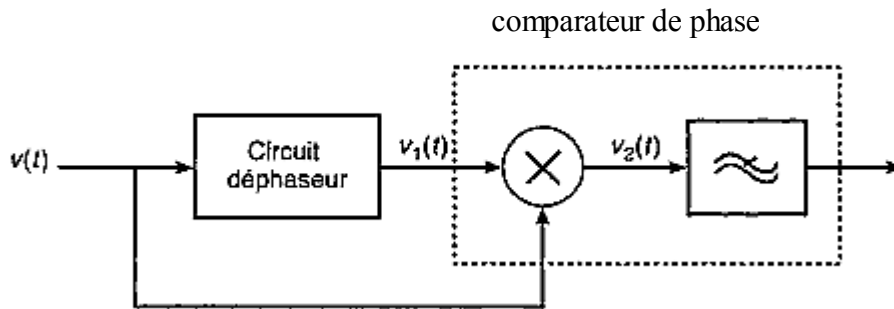 comparateur de phase
v(t)
Circuit
déphaseur
v₁(t)
v₂(t)